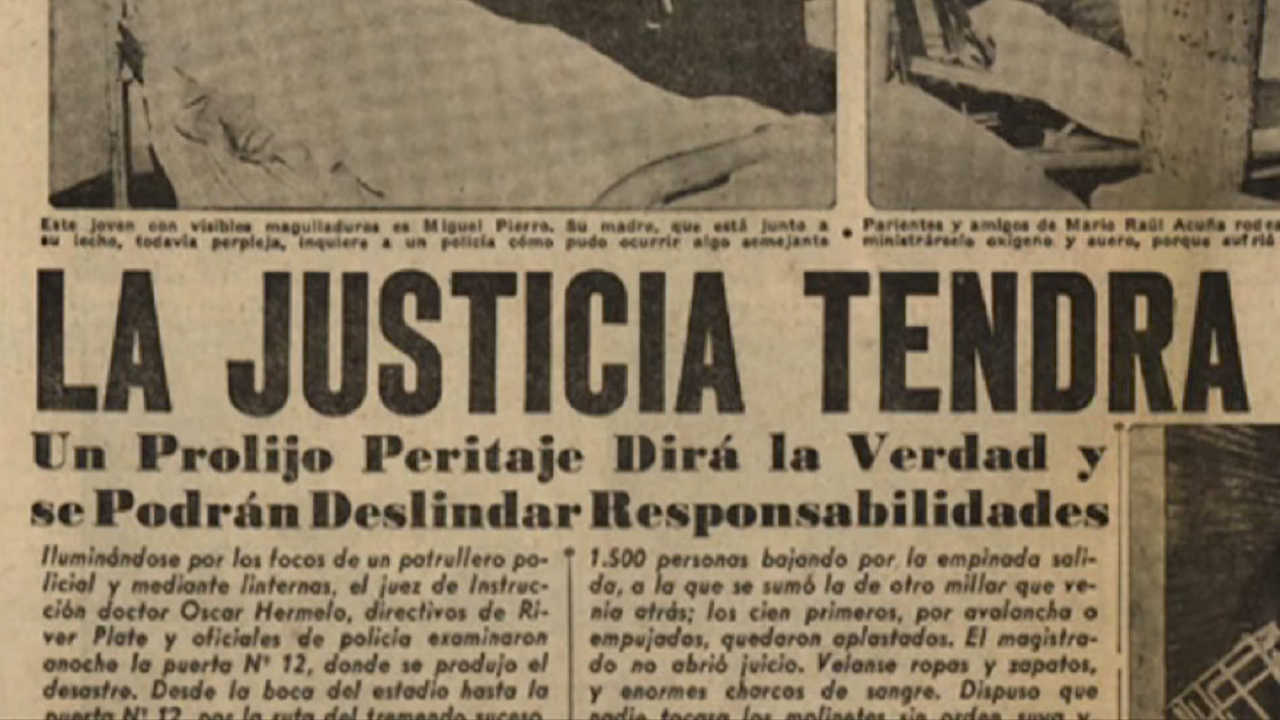 Este joven con visibles magulladuras es Miguel Pierro. Su madre, que está junto a
su lecho, todavía perpleja, inquiere a un policía cómo pudo ocurrir algo semejante
Parientes y amigos de Mario Raúl Acuña rodea
ministrársele oxígeno y suero, porque sufrió
LA JUSTICIA TENDRA
Un Prolijo Peritaje Dirá la Verdad y
se Podrán Deslindar Responsabilidades
Iluminándose por los focos de un patrullero po-
licial y mediante linternas, el juez de Instruc-
ción doctor Oscar Hermelo, directivos de Ri-
ver Plate y oficiales de policía examinaron
anoche la puerta N° 12, donde se produjo el
desastre. Desde la boca del estadio hasta la
puerta N° 12, por la ruta del tremendo suceso,
1.500 personas bajando por la empinada sali-
da, a la que se sumó la de otro millar que ve-
nía atrás; los cien primeros, por avalancha o
empujados, quedaron aplastados. El magistra-
do no abrió juicio. Veíanse ropas y zapatos,
y enormes charcos de sangre. Dispuso que
nadie tocara los molinetes sin orden suya y,